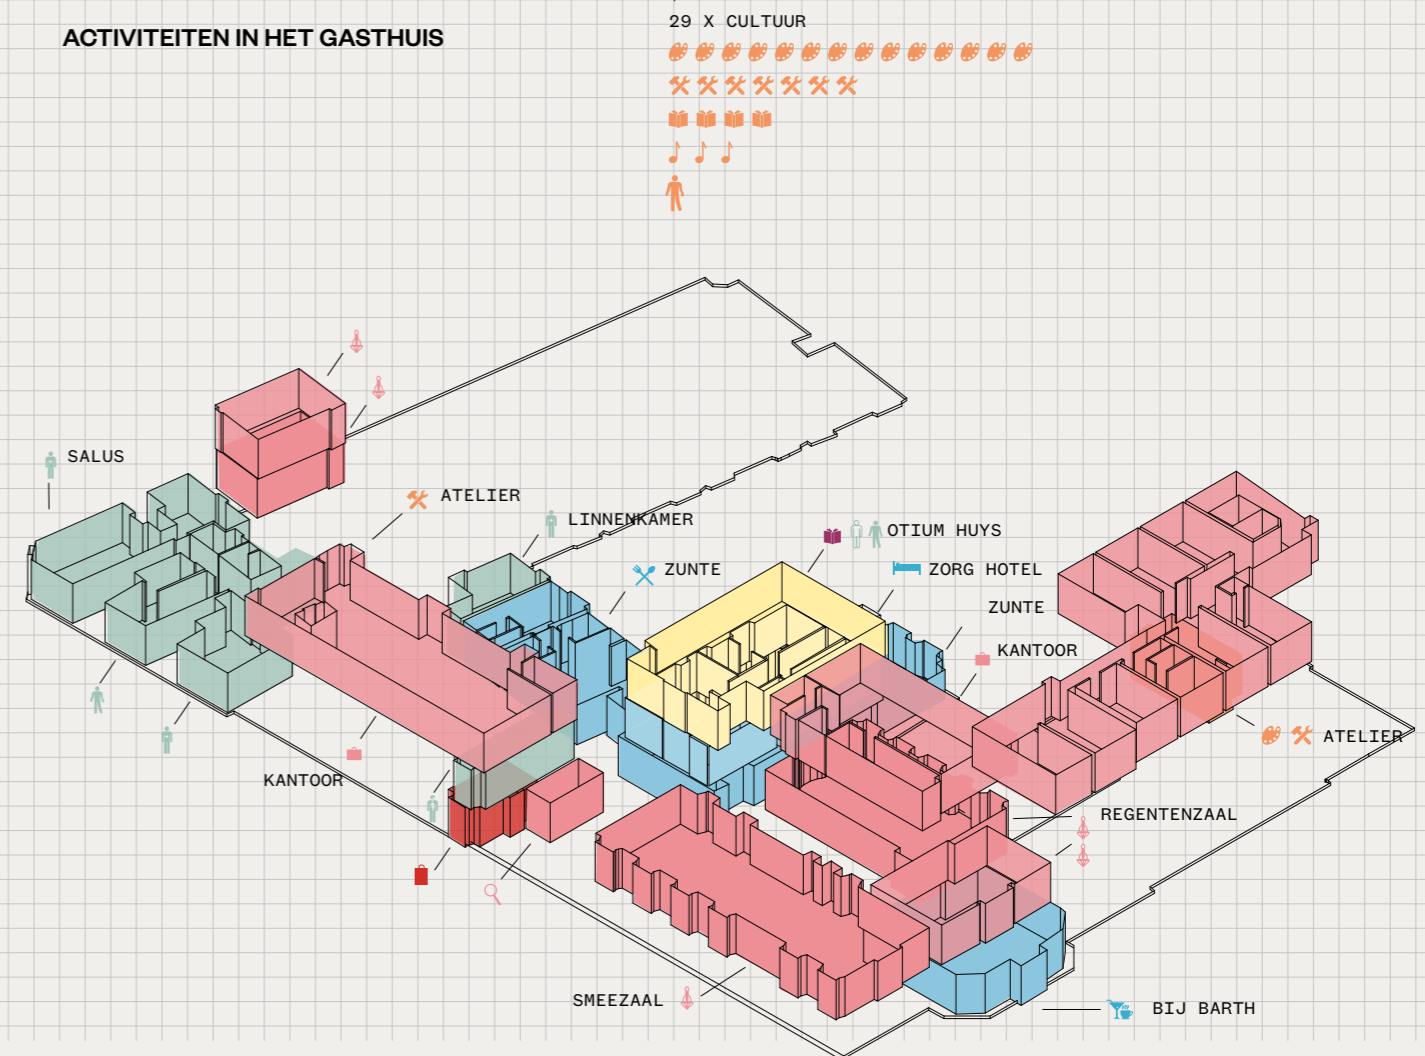 29 X CULTUUR
ACTIVITEITEN IN HET GASTHUIS
SALUS
ATELIER
LINNENKAMER
OTIUM HUYS
ZUNTE
ZORG HOTEL
ZUNTE
KANTOOR
ATELIER
KANTOOR
REGENTENZAAL
SMEEZAAL
BIJ BARTH